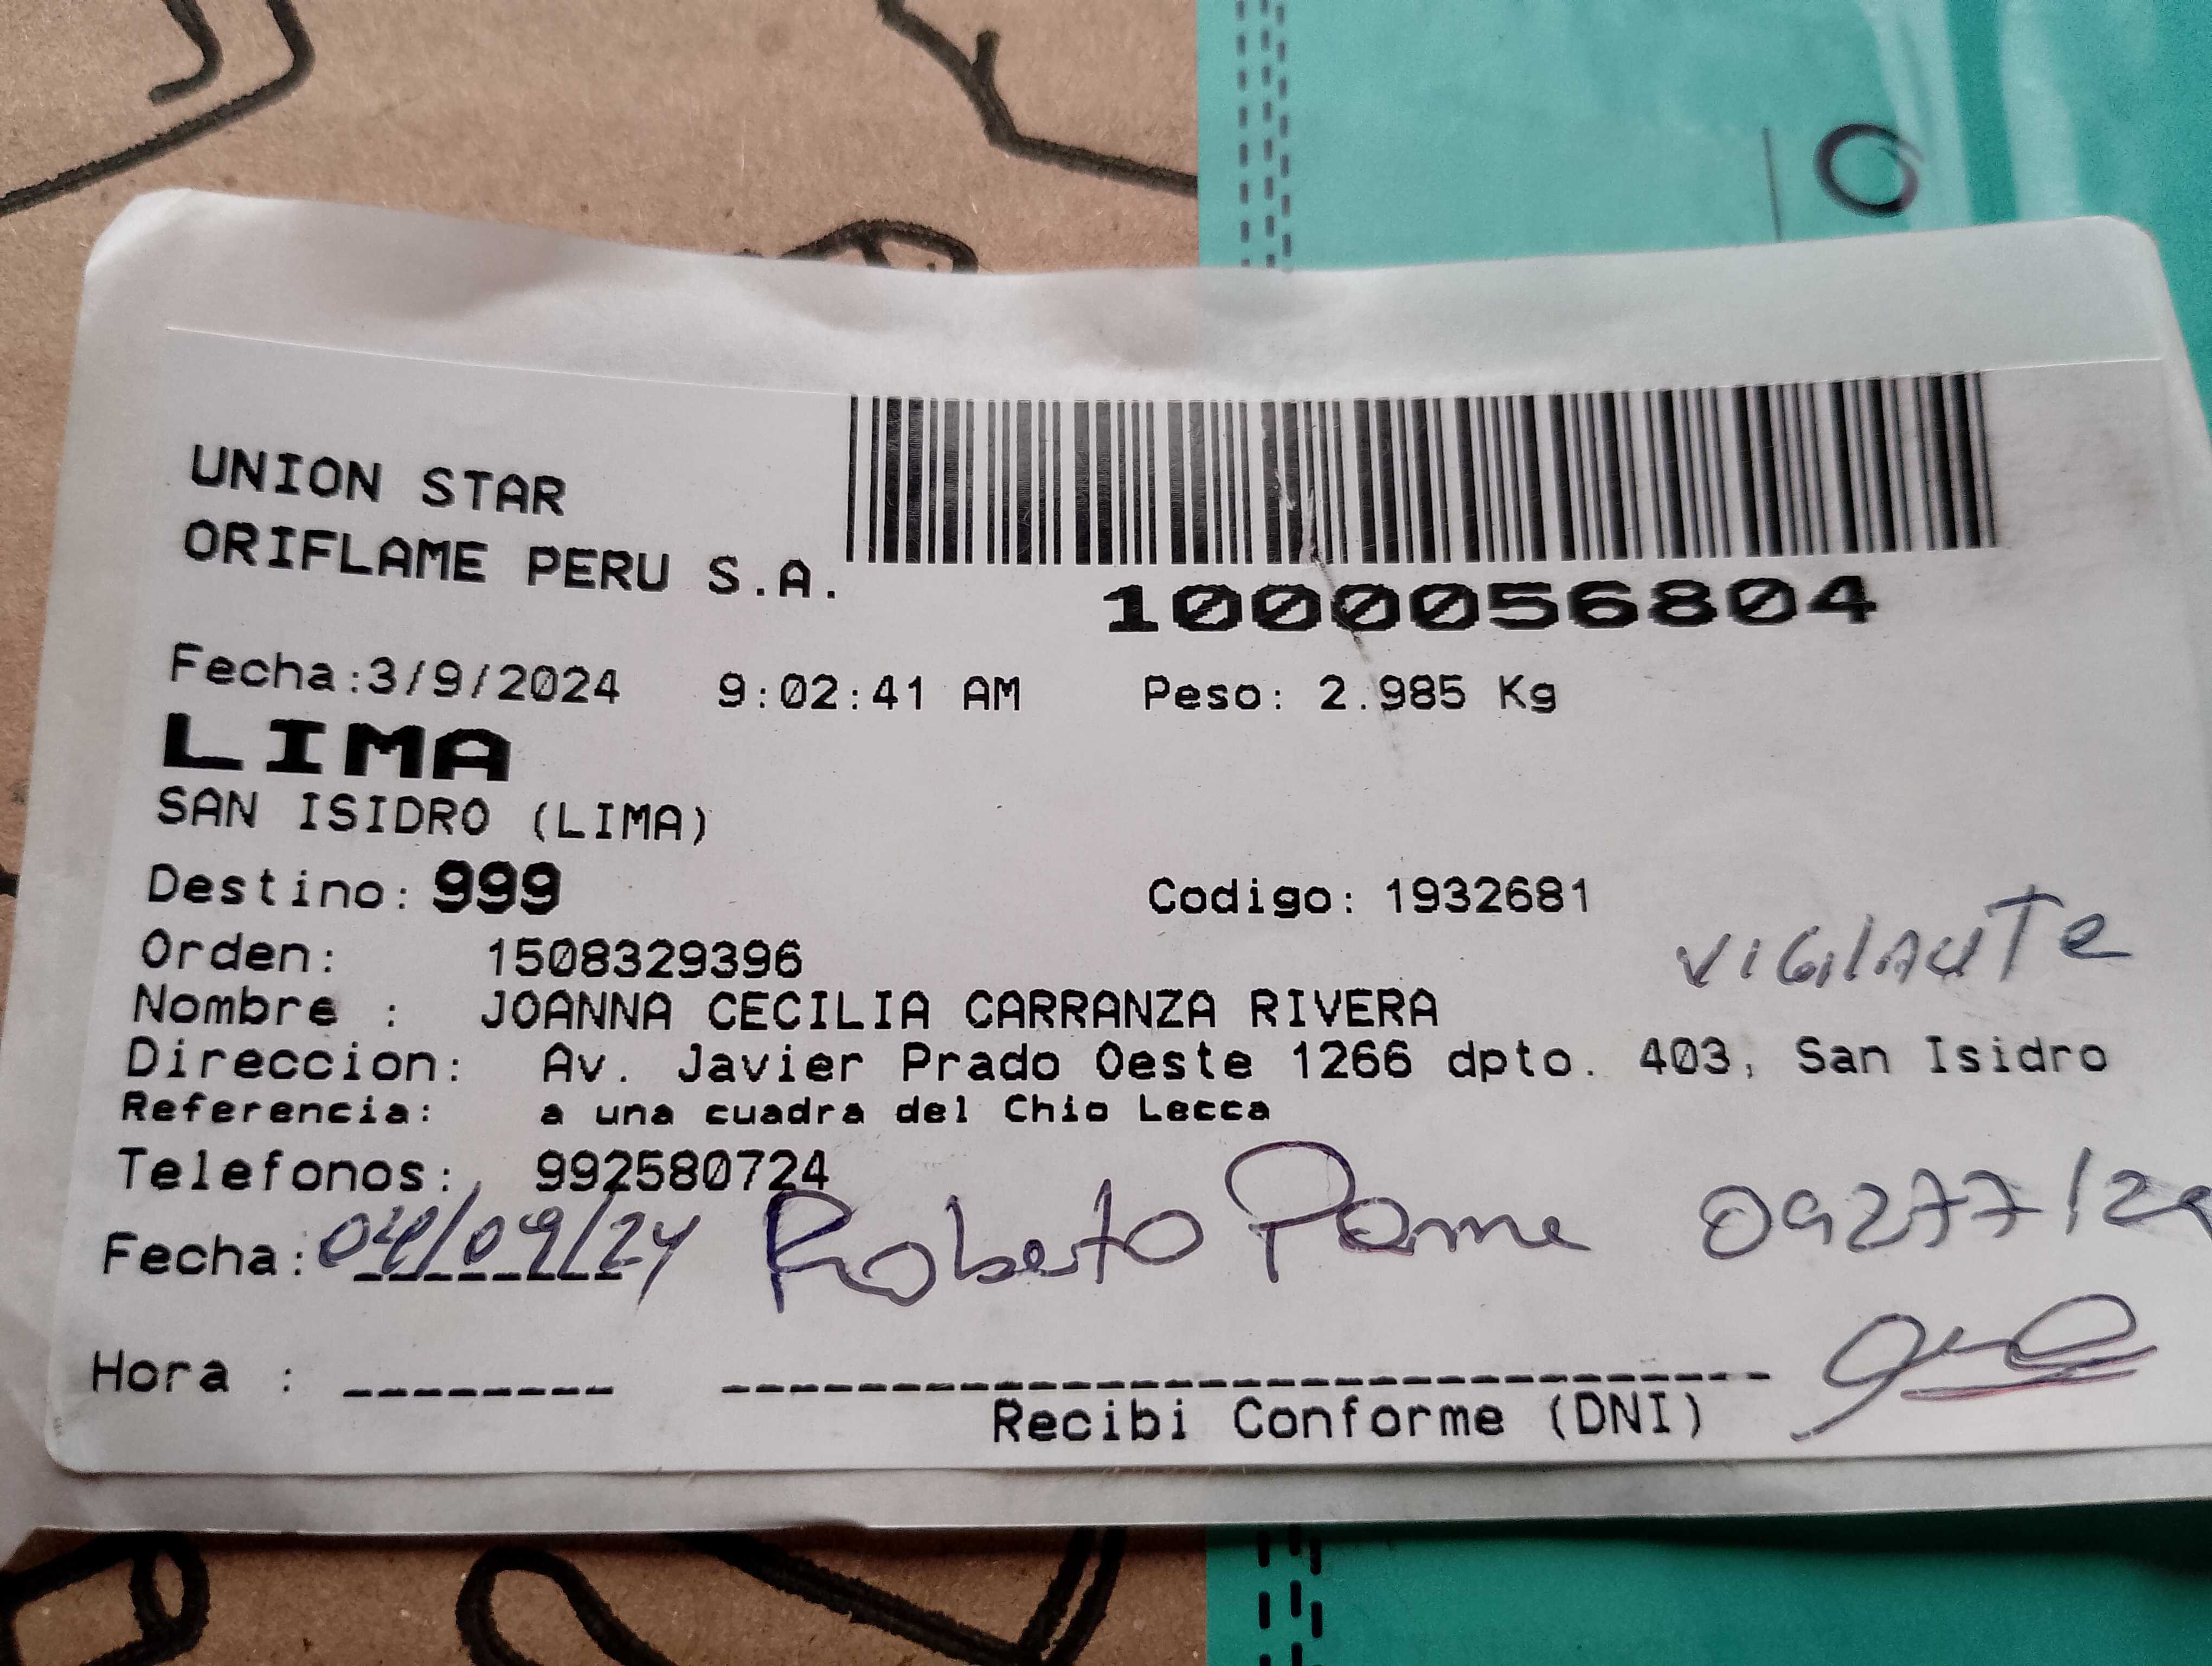 UNION STAR
ORIFLAME PERU S.A.
1000056804
Fecha:3/9/2024 9:02:41 AM Peso: 2.985 Kg
LIMA
SAN ISIDRO (LIMA)
Destino: 999 Codigo: 1932681
VIGILANTE
Orden: 1508329396
Nombre : JOANNA CECILIA CARRANZA RIVERA
Direccion: Av. Javier Prado Oeste 1266 dpto. 403, San Isidro
Referencia: a una cuadra del Chio Lecca
Telefonos: 992580724
Fecha: 04/09/24 Roberto
Hora :
Recibi Conforme (DNI)